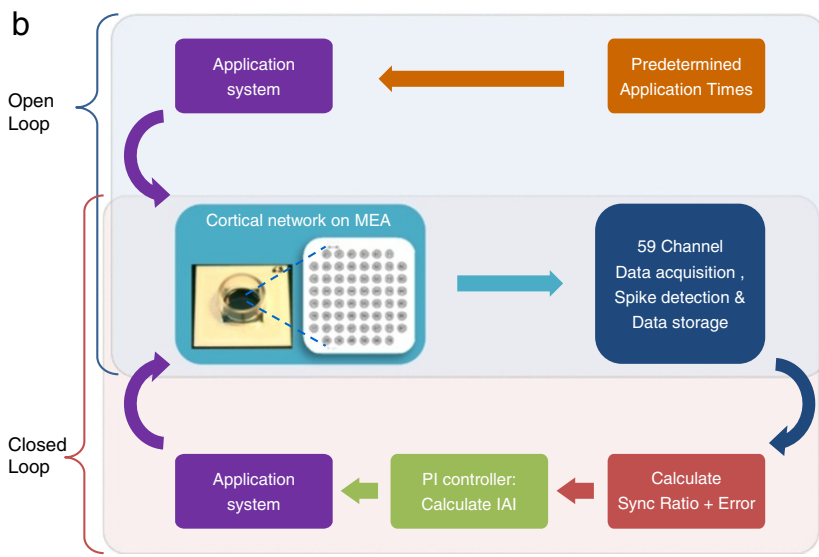 b
Open
Loop
Application
system
Predetermined
Application Times
Cortical network on MEA
59 Channel
Data acquisition ,
Spike detection &
Data storage
Closed
Loop
Application
system
PI controller:
Calculate IAI
Calculate
Sync Ratio + Error